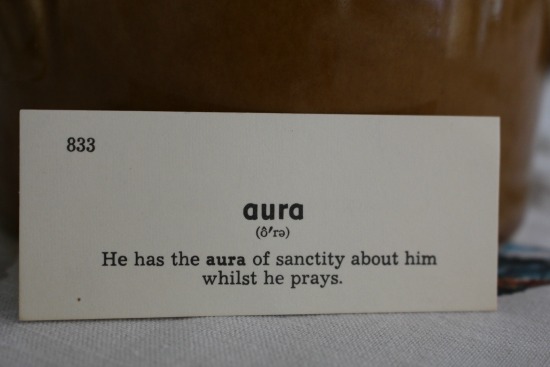 833
aura
(ô′rə)
He has the aura of sanctity about him
whilst he prays.